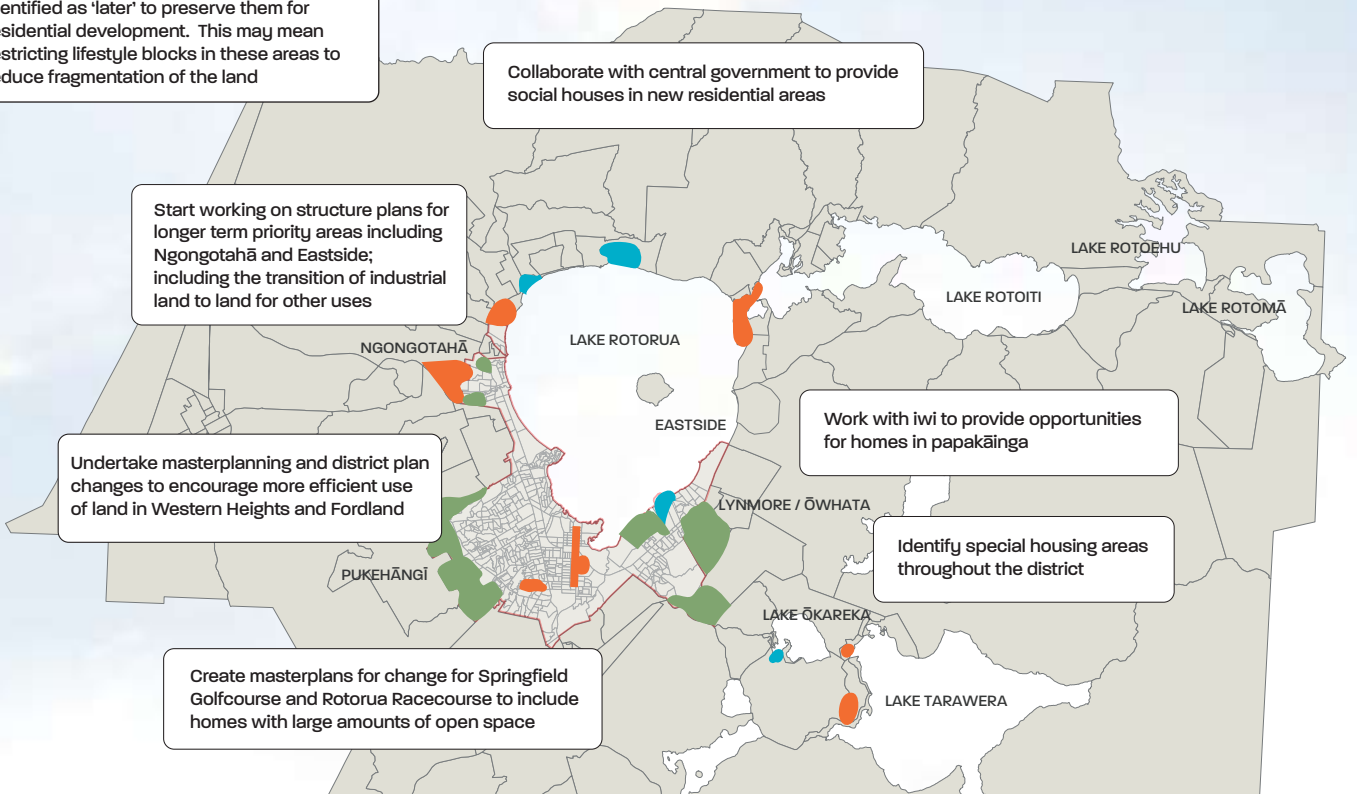 identified as ‘later’ to preserve them for
residential development. This may mean
restricting lifestyle blocks in these areas to
reduce fragmentation of the land
Collaborate with central government to provide
social houses in new residential areas
Start working on structure plans for
longer term priority areas including
Ngongotahā and Eastside;
including the transition of industrial
land to land for other uses
LAKE ROTOEHU
LAKE ROTOITI
LAKE ROTOMĀ
LAKE ROTORUA
NGONGOTAHĀ
EASTSIDE
Work with iwi to provide opportunities
for homes in papakāinga
Undertake masterplanning and district plan
changes to encourage more efficient use
of land in Western Heights and Fordland
LYNMORE / ŌWHATA
Identify special housing areas
throughout the district
PUKEHĀNGĪ
LAKE ŌKAREKA
Create masterplans for change for Springfield
Golfcourse and Rotorua Racecourse to include
homes with large amounts of open space
LAKE TARAWERA